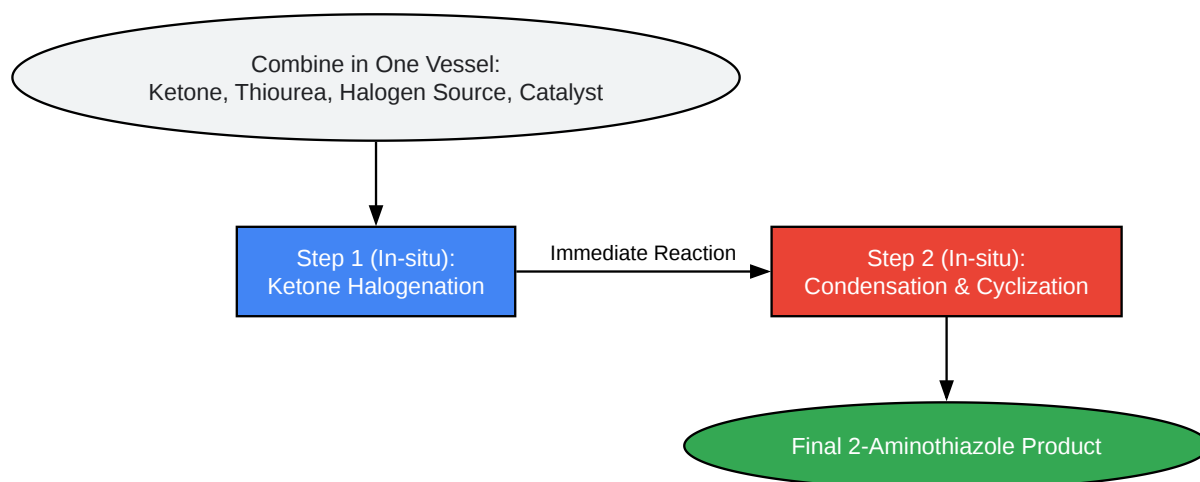 Combine in One Vessel:
Ketone, Thiourea, Halogen Source, Catalyst
Step 1 (In-situ):
Ketone Halogenation
Immediate Reaction
Step 2 (In-situ):
Condensation & Cyclization
Final 2-Aminothiazole Product